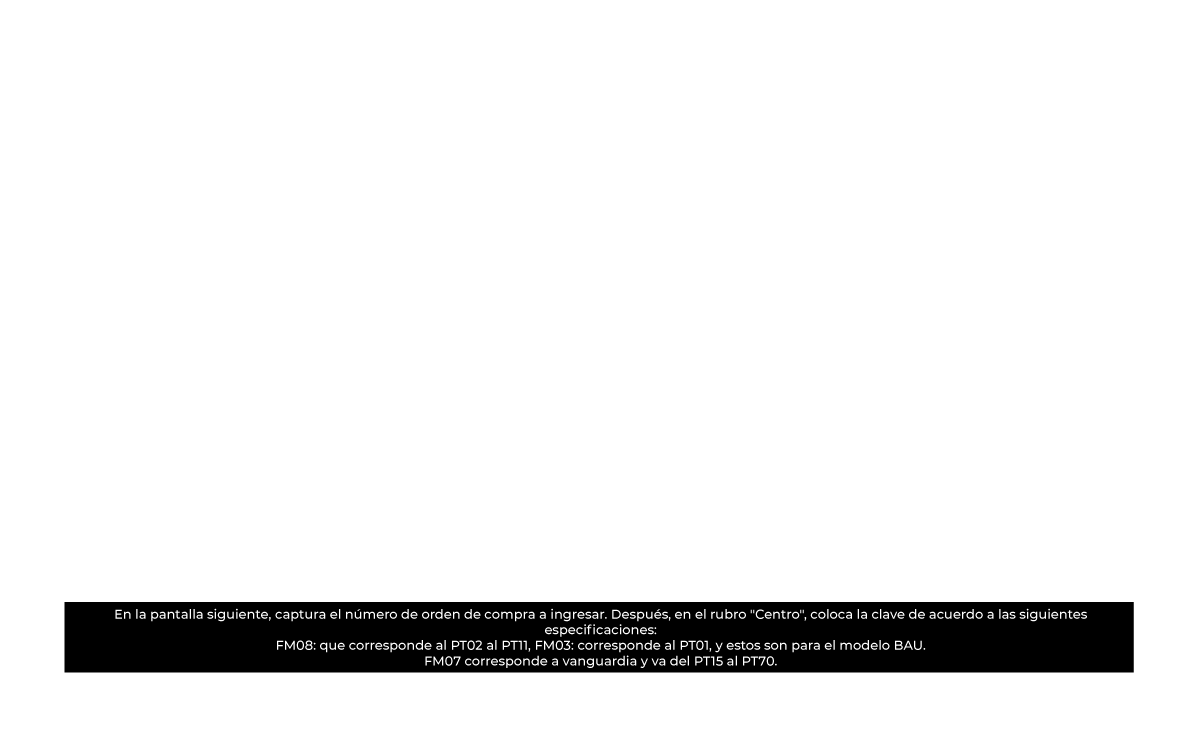 En la pantalla siguiente, captura el número de orden de compra a ingresar. Después, en el rubro "Centro", coloca la clave de acuerdo a las siguientes
especificaciones:
FM08: que corresponde al PT02 al PT11, FM03: corresponde al PT01, y estos son para el modelo BAU.
FM07 corresponde a vanguardia y va del PT15 al PT70.